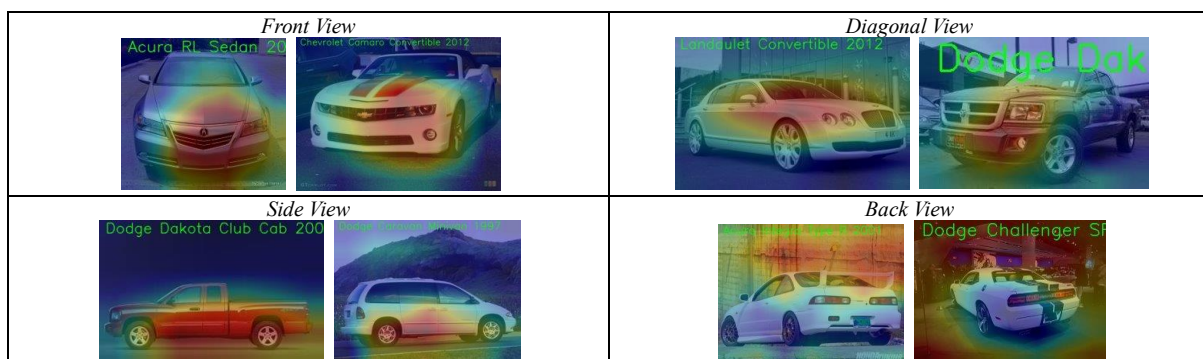 Front View
Acura RL Sedan 20
Chevrolet Camaro Convertible 2012
Diagonal View
Landaulet Convertible 2012
Dodge Dak
Side View
Dodge Dakota Club Cab 200
Dodge Caravan Minivan 1997
Back View
Dodge Challenger SR